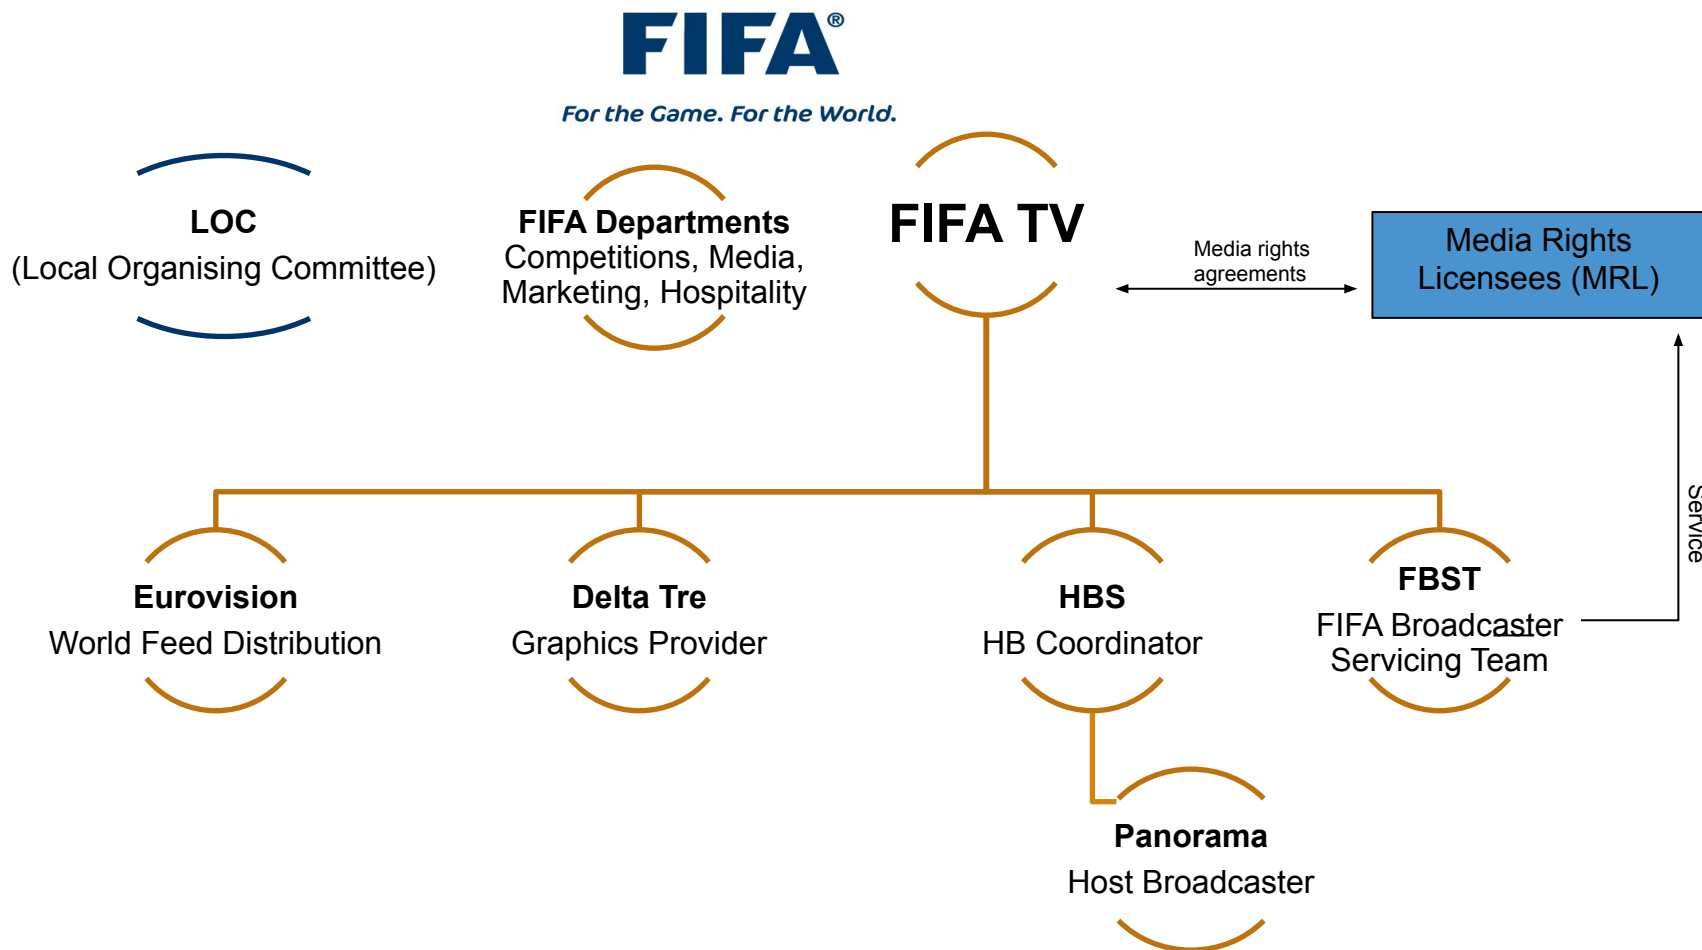 FIFA®
For the Game. For the World.
LOC
(Local Organising Committee)
FIFA Departments
Competitions, Media,
Marketing, Hospitality
FIFA TV
Media rights
agreements
Media Rights
Licensees (MRL)
Service
Eurovision
World Feed Distribution
Delta Tre
Graphics Provider
HBS
HB Coordinator
FBST
FIFA Broadcaster
Servicing Team
Panorama
Host Broadcaster